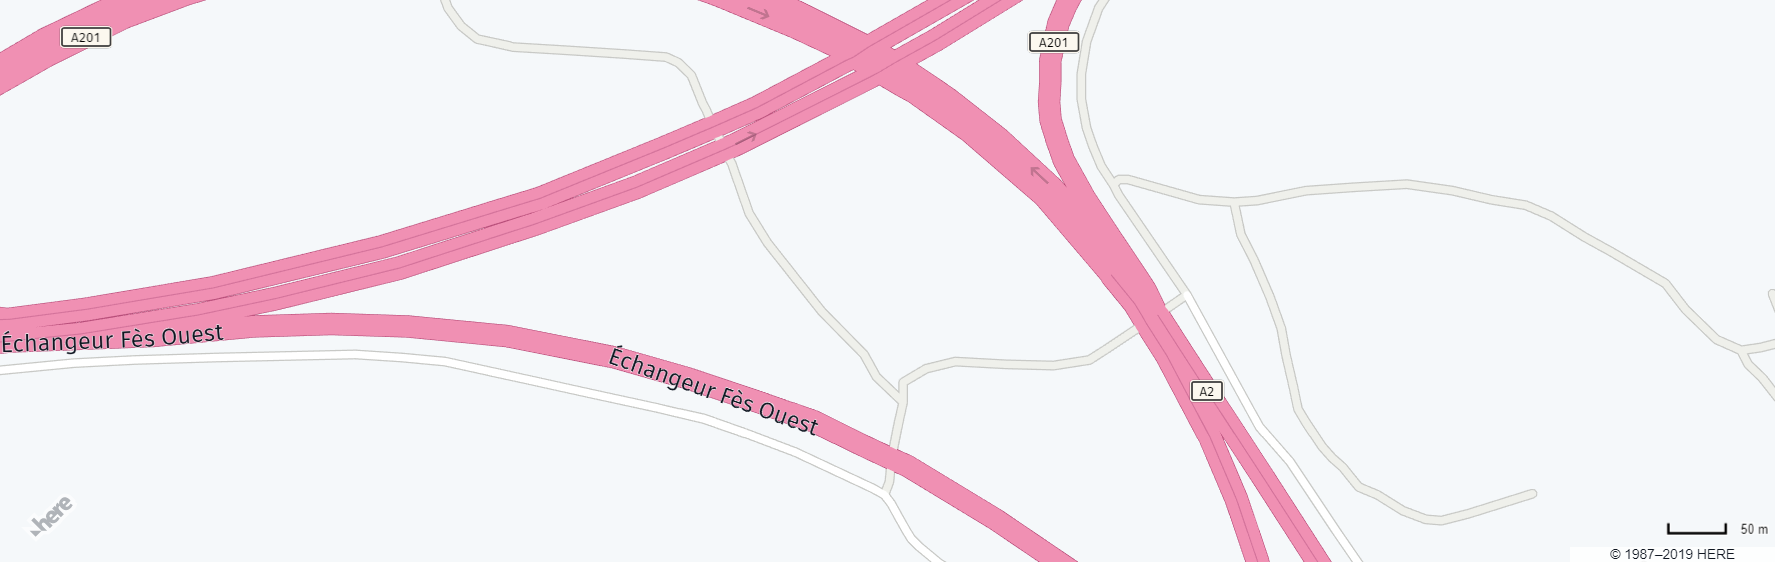 A201
A201
Échangeur Fès Ouest
Échangeur Fès Ouest
A2
here
50 m
© 1987–2019 HERE